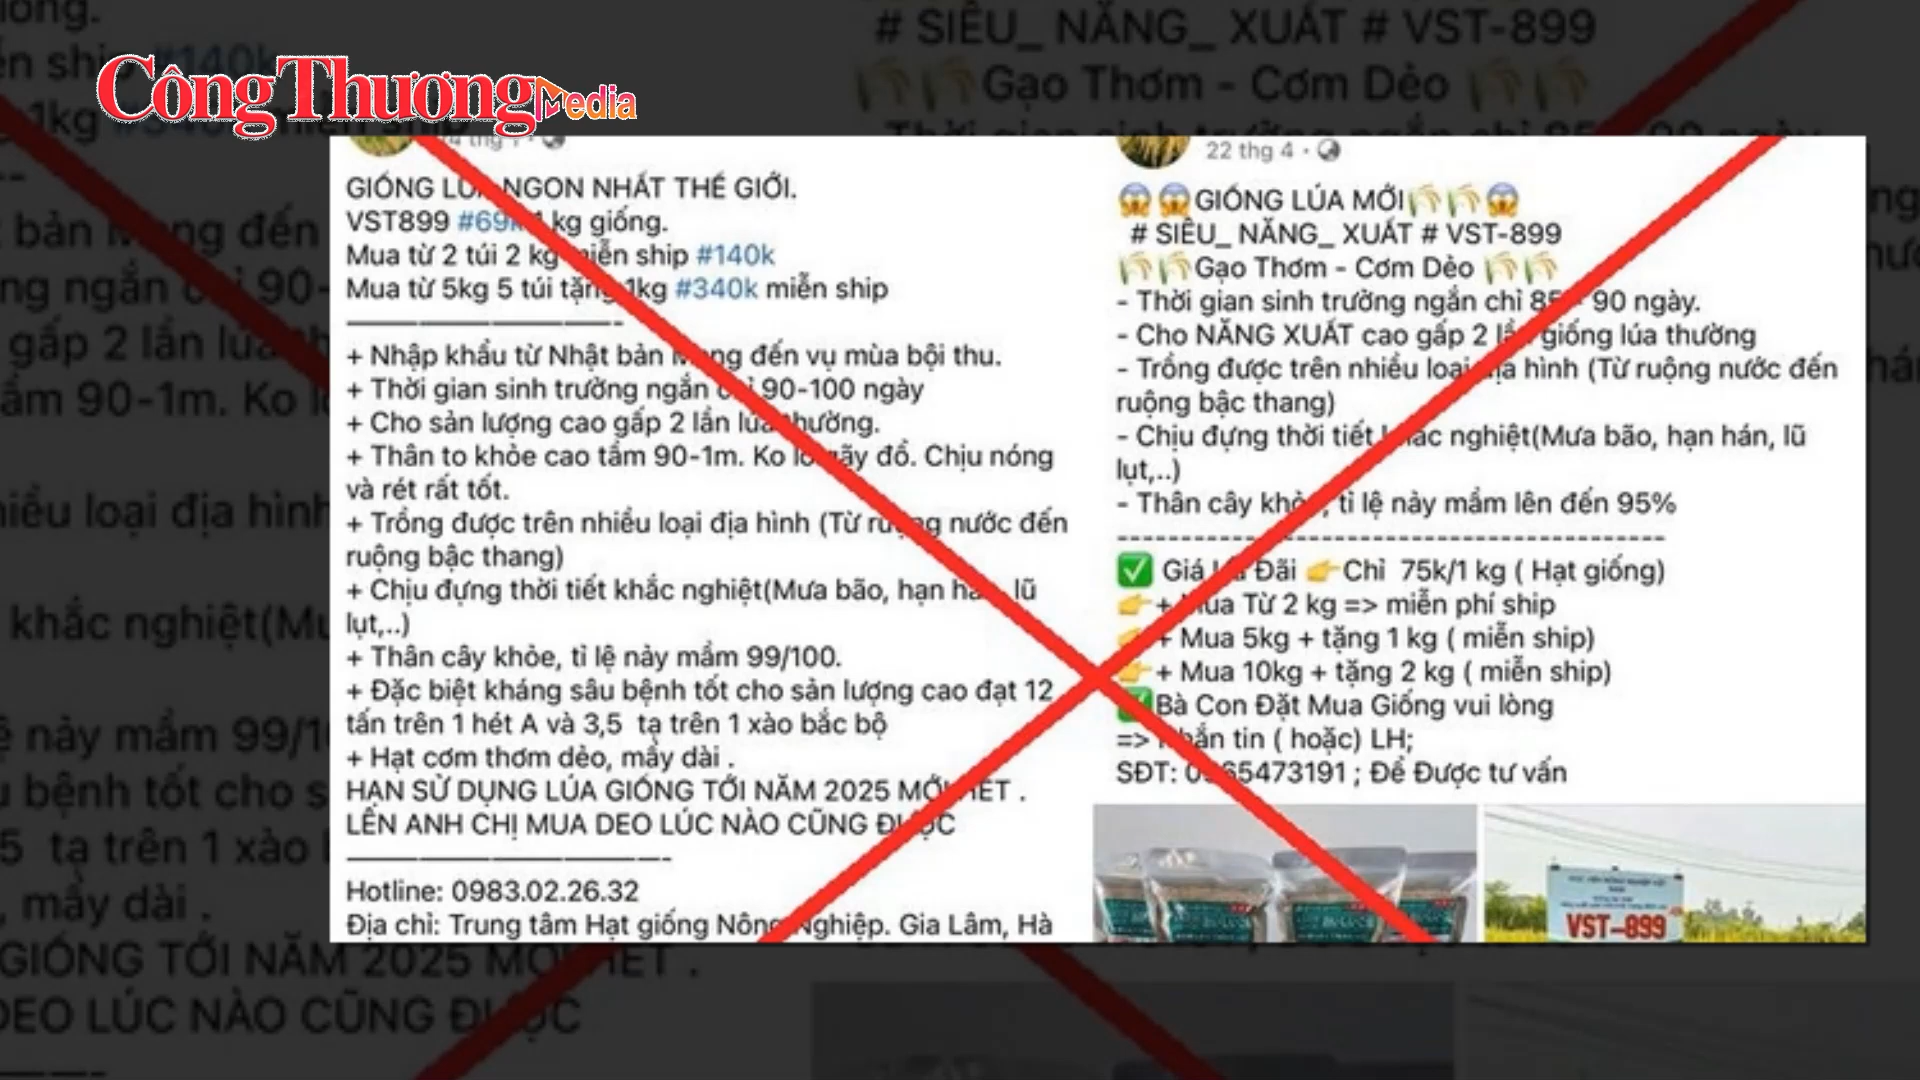 CôngThương Media
14 thg
GIỐNG LÚA NGON NHẤT THẾ GIỚI.
VST899 #69k 1 kg giống.
Mua từ 2 túi 2 kg miễn ship #140k
Mua từ 5kg 5 túi tặng 1kg #340k miễn ship
+ Nhập khẩu từ Nhật bản Mang đến vụ mùa bội thu.
+ Thời gian sinh trưởng ngắn chỉ 90-100 ngày
+ Cho sản lượng cao gấp 2 lần lúa thường.
+ Thân to khỏe cao tầm 90-1m. Ko lo gãy đổ. Chịu nóng
và rét rất tốt.
+ Trồng được trên nhiều loại địa hình (Từ ruộng nước đến
ruộng bậc thang)
+ Chịu đựng thời tiết khắc nghiệt(Mưa bão, hạn hán, lũ
lụt,..)
+ Thân cây khỏe, tỉ lệ nảy mầm 99/100.
+ Đặc biệt kháng sâu bệnh tốt cho sản lượng cao đạt 12
tấn trên 1 hét A và 3,5 tạ trên 1 xào bắc bộ
+ Hạt cơm thơm dẻo, mẩy dài .
HẠN SỬ DỤNG LÚA GIỐNG TỚI NĂM 2025 MỚI HẾT .
LÊN ANH CHỊ MUA DEO LÚC NÀO CŨNG ĐƯỢC
Hotline: 0983.02.26.32
Địa chỉ: Trung tâm Hạt giống Nông Nghiệp. Gia Lâm, Hà
22 thg 4 ·
😱😱GIỐNG LÚA MỚI🌾🌾😱
# SIÊU_ NĂNG_ XUẤT # VST-899
🌾🌾Gạo Thơm - Cơm Dẻo 🌾🌾
- Thời gian sinh trưởng ngắn chỉ 85 - 90 ngày.
- Cho NĂNG XUẤT cao gấp 2 lần giống lúa thường
- Trồng được trên nhiều loại địa hình (Từ ruộng nước đến
ruộng bậc thang)
- Chịu đựng thời tiết khắc nghiệt(Mưa bão, hạn hán, lũ
lụt,..)
- Thân cây khỏe, tỉ lệ nảy mầm lên đến 95%
---------------------------------------
✅ Giá Ưu Đãi 👉Chỉ 75k/1 kg ( Hạt giống)
👉+ Mua Từ 2 kg => miễn phí ship
👉+ Mua 5kg + tặng 1 kg ( miễn ship)
👉+ Mua 10kg + tặng 2 kg ( miễn ship)
✅Bà Con Đặt Mua Giống vui lòng
=> Nhắn tin ( hoặc) LH;
SĐT: 65473191 ; Để Được tư vấn
VST-899